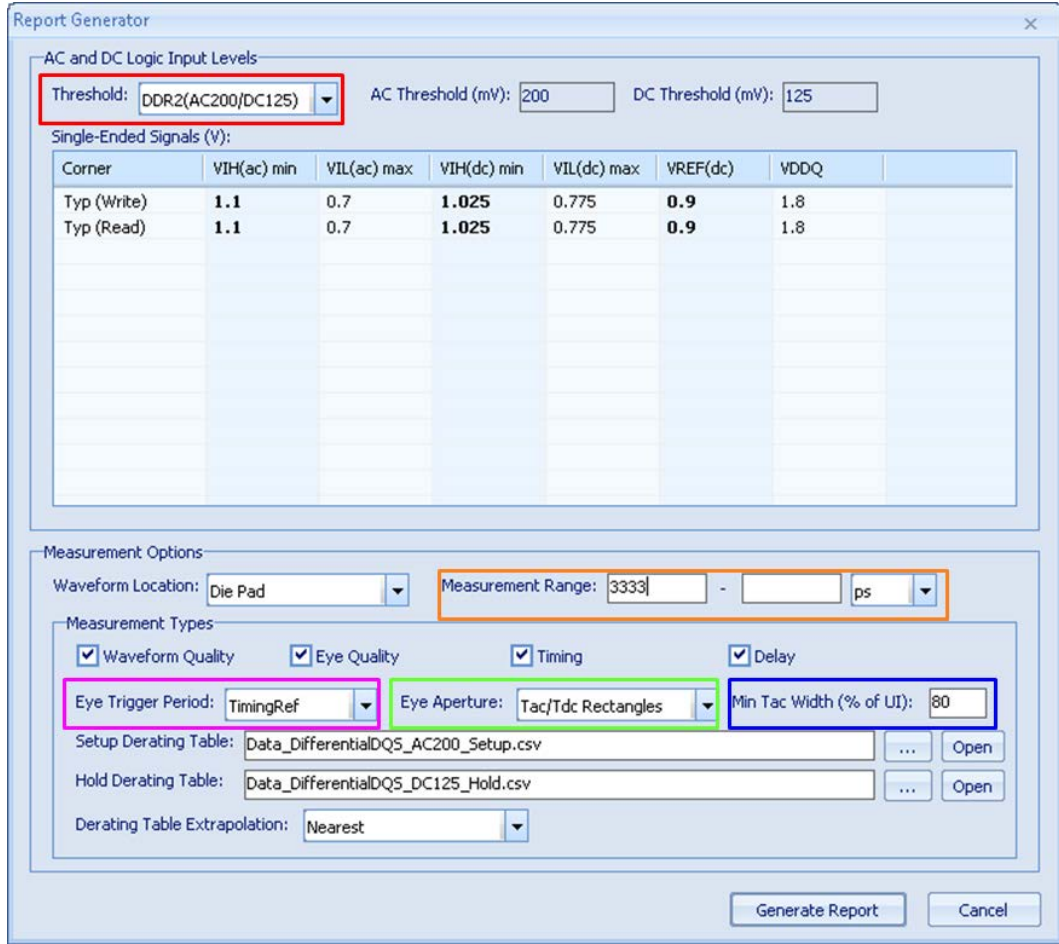 Report Generator
AC and DC Logic Input Levels
Threshold: DDR2(AC200/DC125) AC Threshold (mV): 200 DC Threshold (mV): 125
Single-Ended Signals (V):
Corner VIH(ac) min VIL(ac) max VIH(dc) min VIL(dc) max VREF(dc) VDDQ
Typ (Write) 1.1 0.7 1.025 0.775 0.9 1.8
Typ (Read) 1.1 0.7 1.025 0.775 0.9 1.8
Measurement Options
Waveform Location: Die Pad Measurement Range: 3333 - ps
Measurement Types
Waveform Quality Eye Quality Timing Delay
Eye Trigger Period: TimingRef Eye Aperture: Tac/Tdc Rectangles Min Tac Width (% of UI): 80
Setup Derating Table: Data_DifferentialDQS_AC200_Setup.csv ... Open
Hold Derating Table: Data_DifferentialDQS_DC125_Hold.csv ... Open
Derating Table Extrapolation: Nearest
Generate Report Cancel